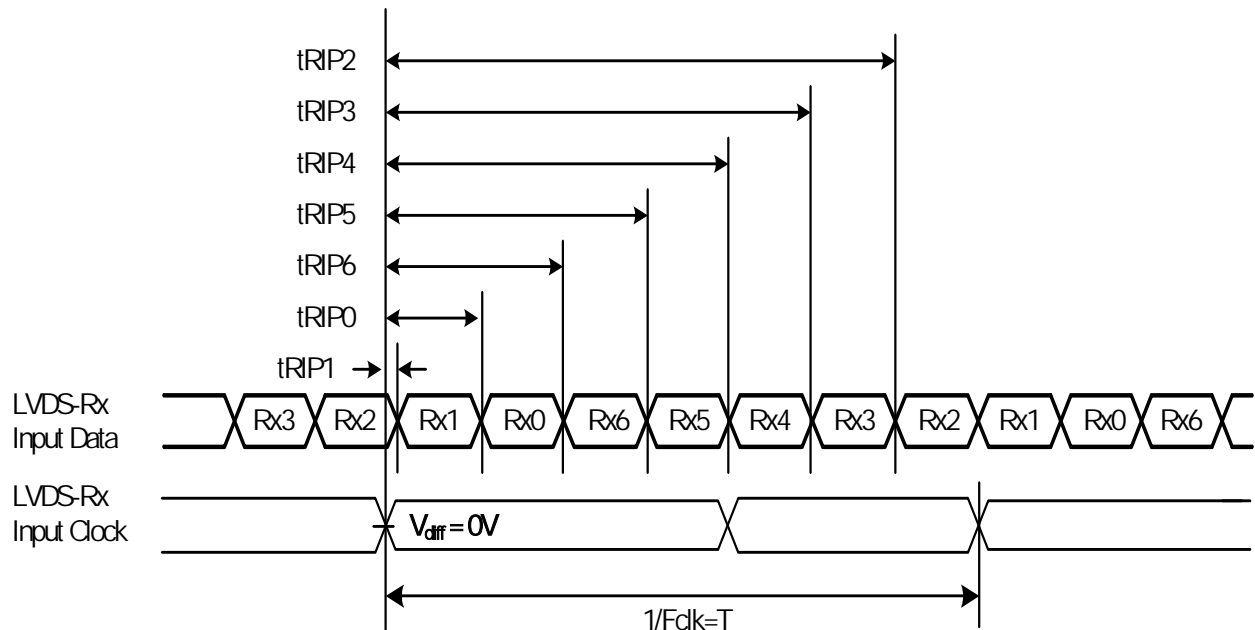 tRIP2
tRIP3
tRIP4
tRIP5
tRIP6
tRIP0
tRIP1
LVDS-Rx
Input Data
Rx3 Rx2 Rx1 Rx0 Rx6 Rx5 Rx4 Rx3 Rx2 Rx1 Rx0 Rx6
LVDS-Rx
Input Clock
Vdiff = 0V
1/Fclk=T